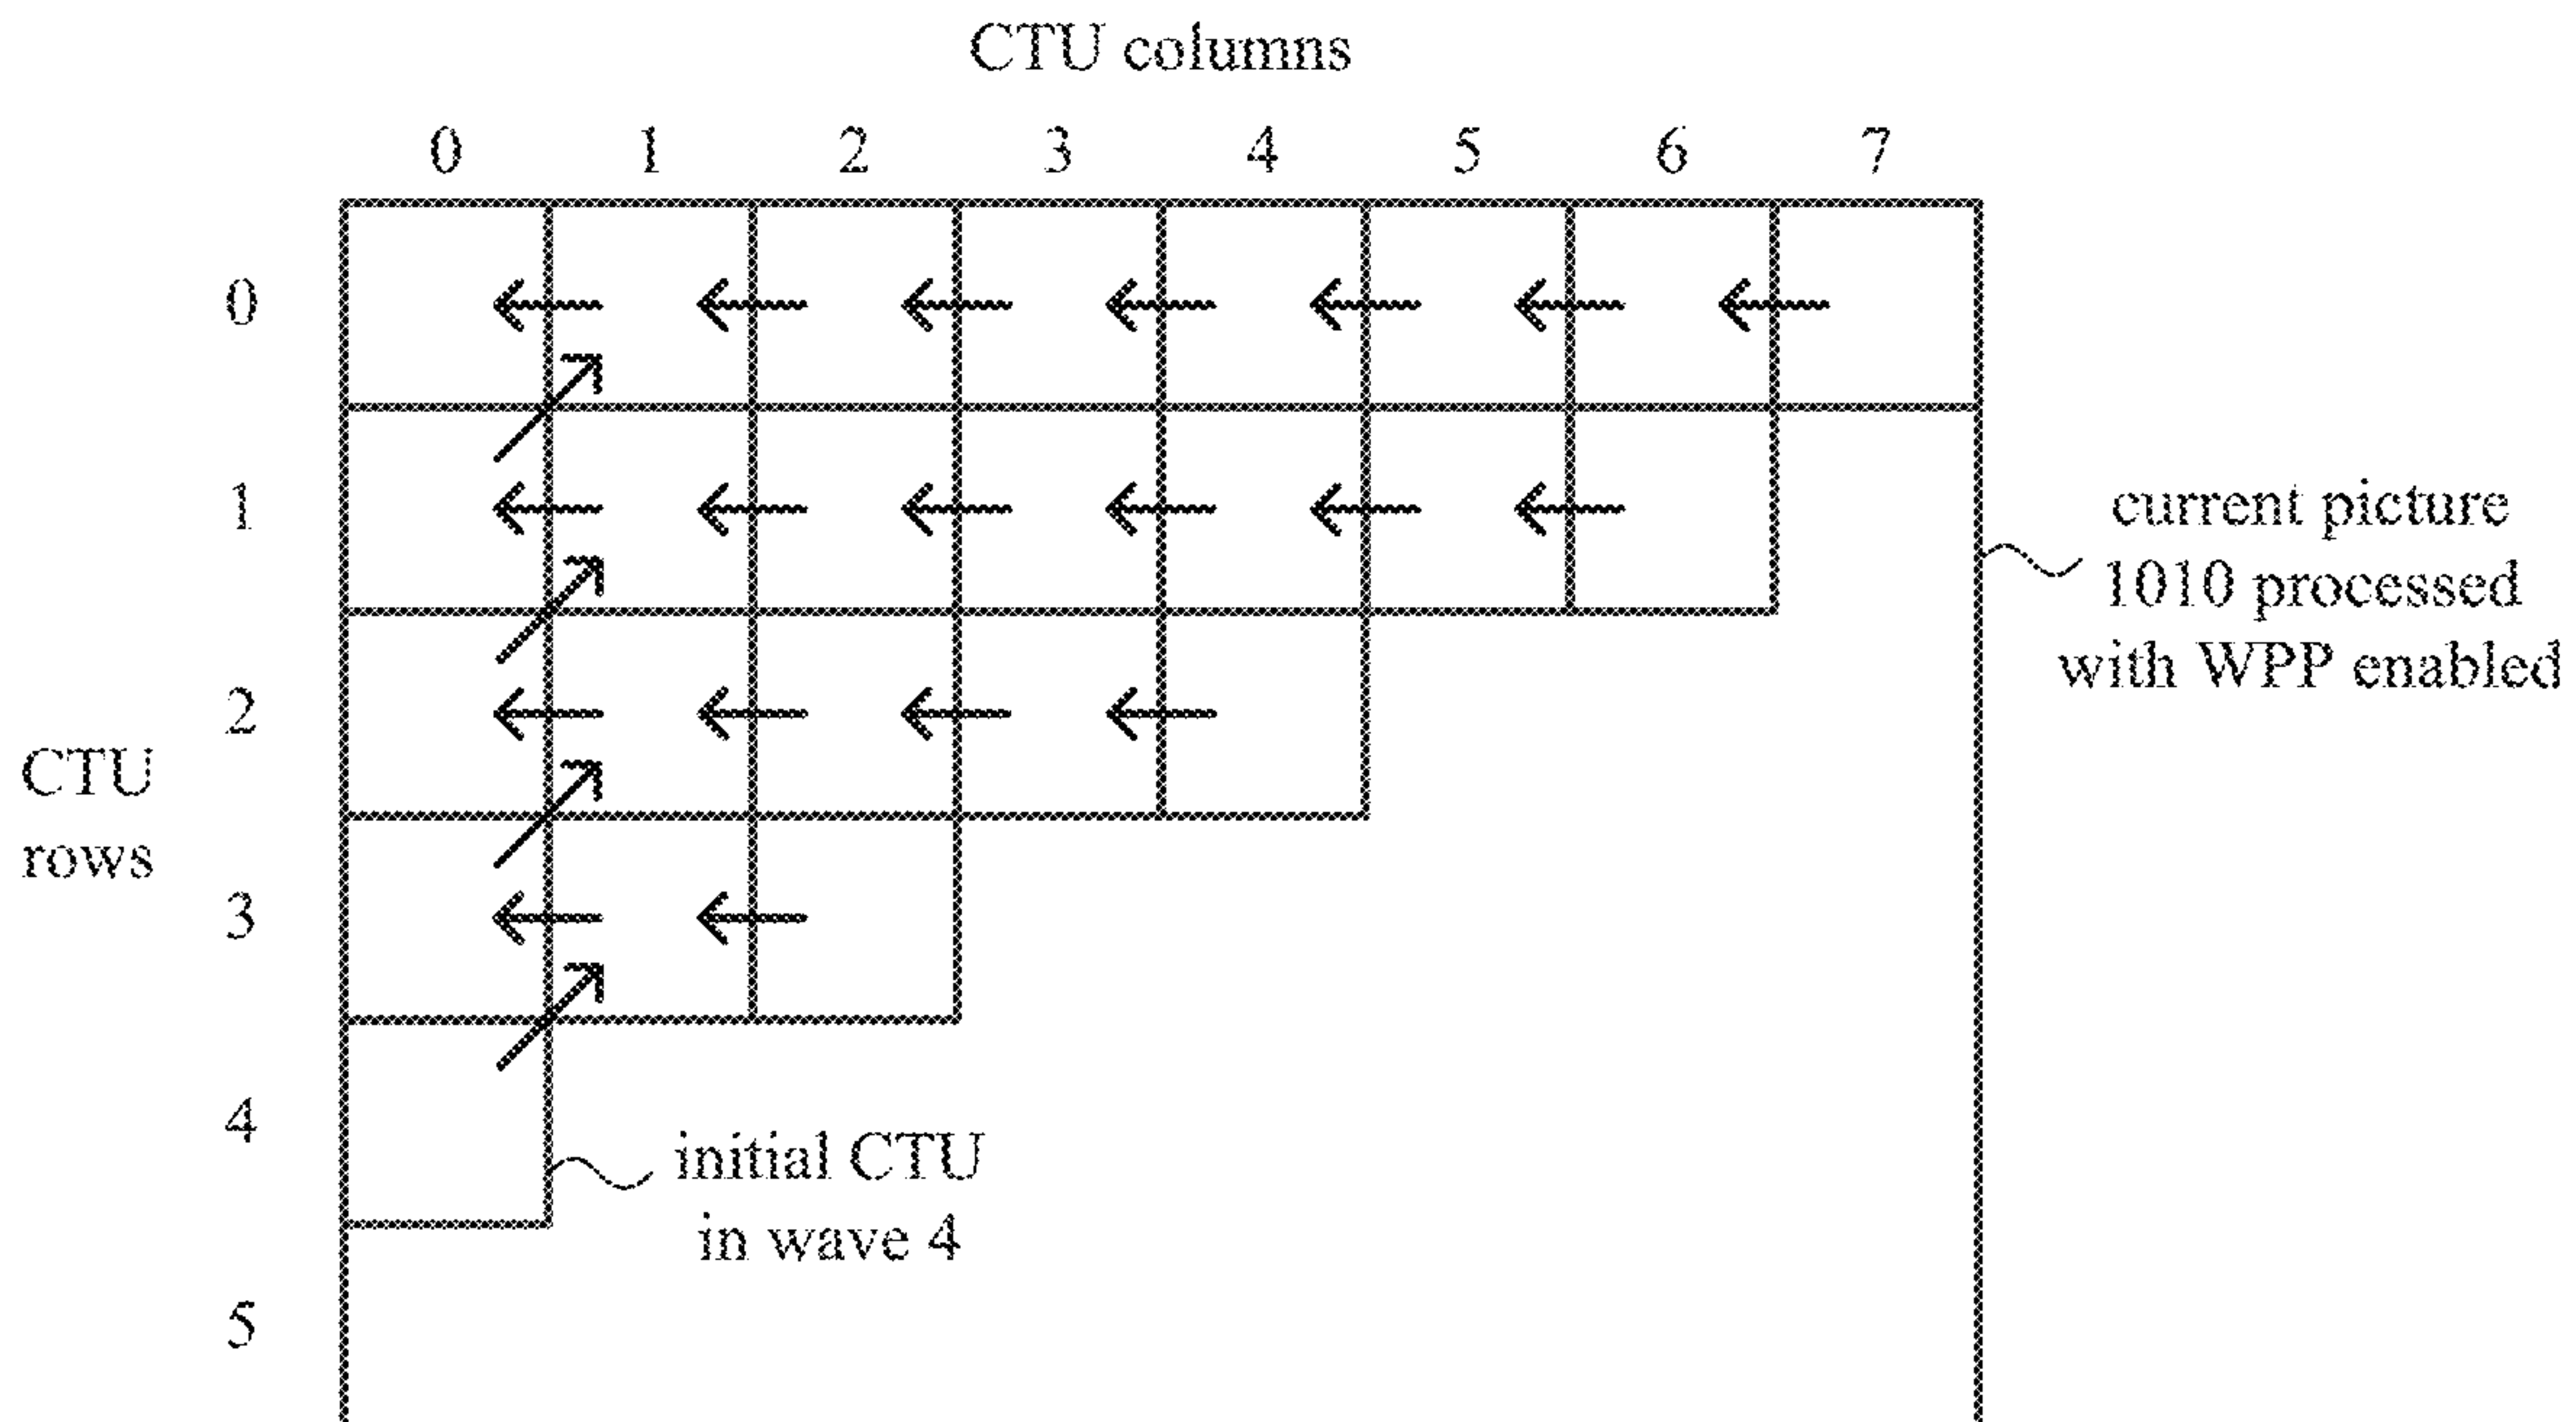 CTU columns
0 1 2 3 4 5 6 7
0
1
current picture
1010 processed
with WPP enabled
2
CTU
rows
3
4
initial CTU
in wave 4
5